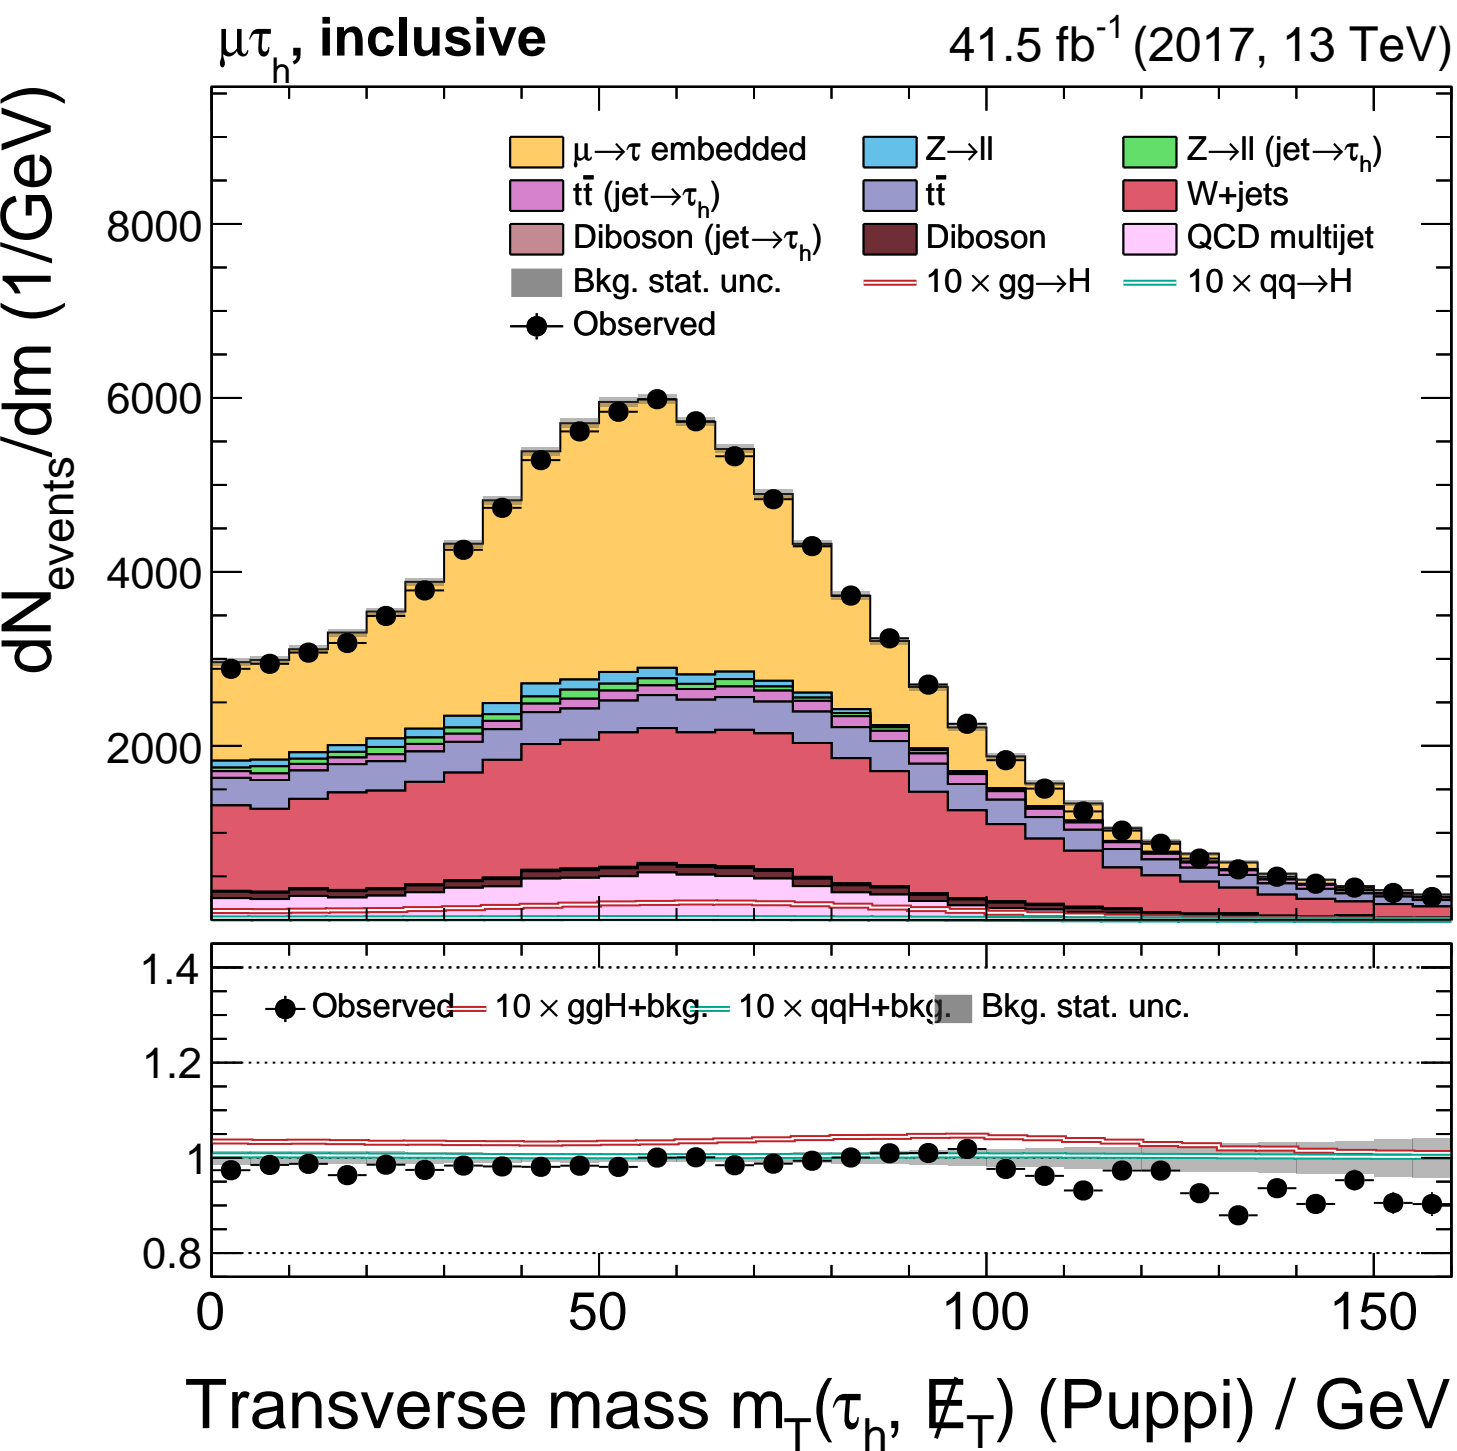 μτh, inclusive 41.5 fb-1 (2017, 13 TeV)
dNevents/dm (1/GeV)
μ→τ embedded Z→ll Z→ll (jet→τh)
tt̄ (jet→τh) tt̄ W+jets
Diboson (jet→τh) Diboson QCD multijet
Bkg. stat. unc. 10 × gg→H 10 × qq→H
Observed
8000
6000
4000
2000
1.4
Observed 10 × ggH+bkg. 10 × qqH+bkg. Bkg. stat. unc.
1.2
1
0.8
0 50 100 150
Transverse mass mT(τh, E̸T) (Puppi) / GeV